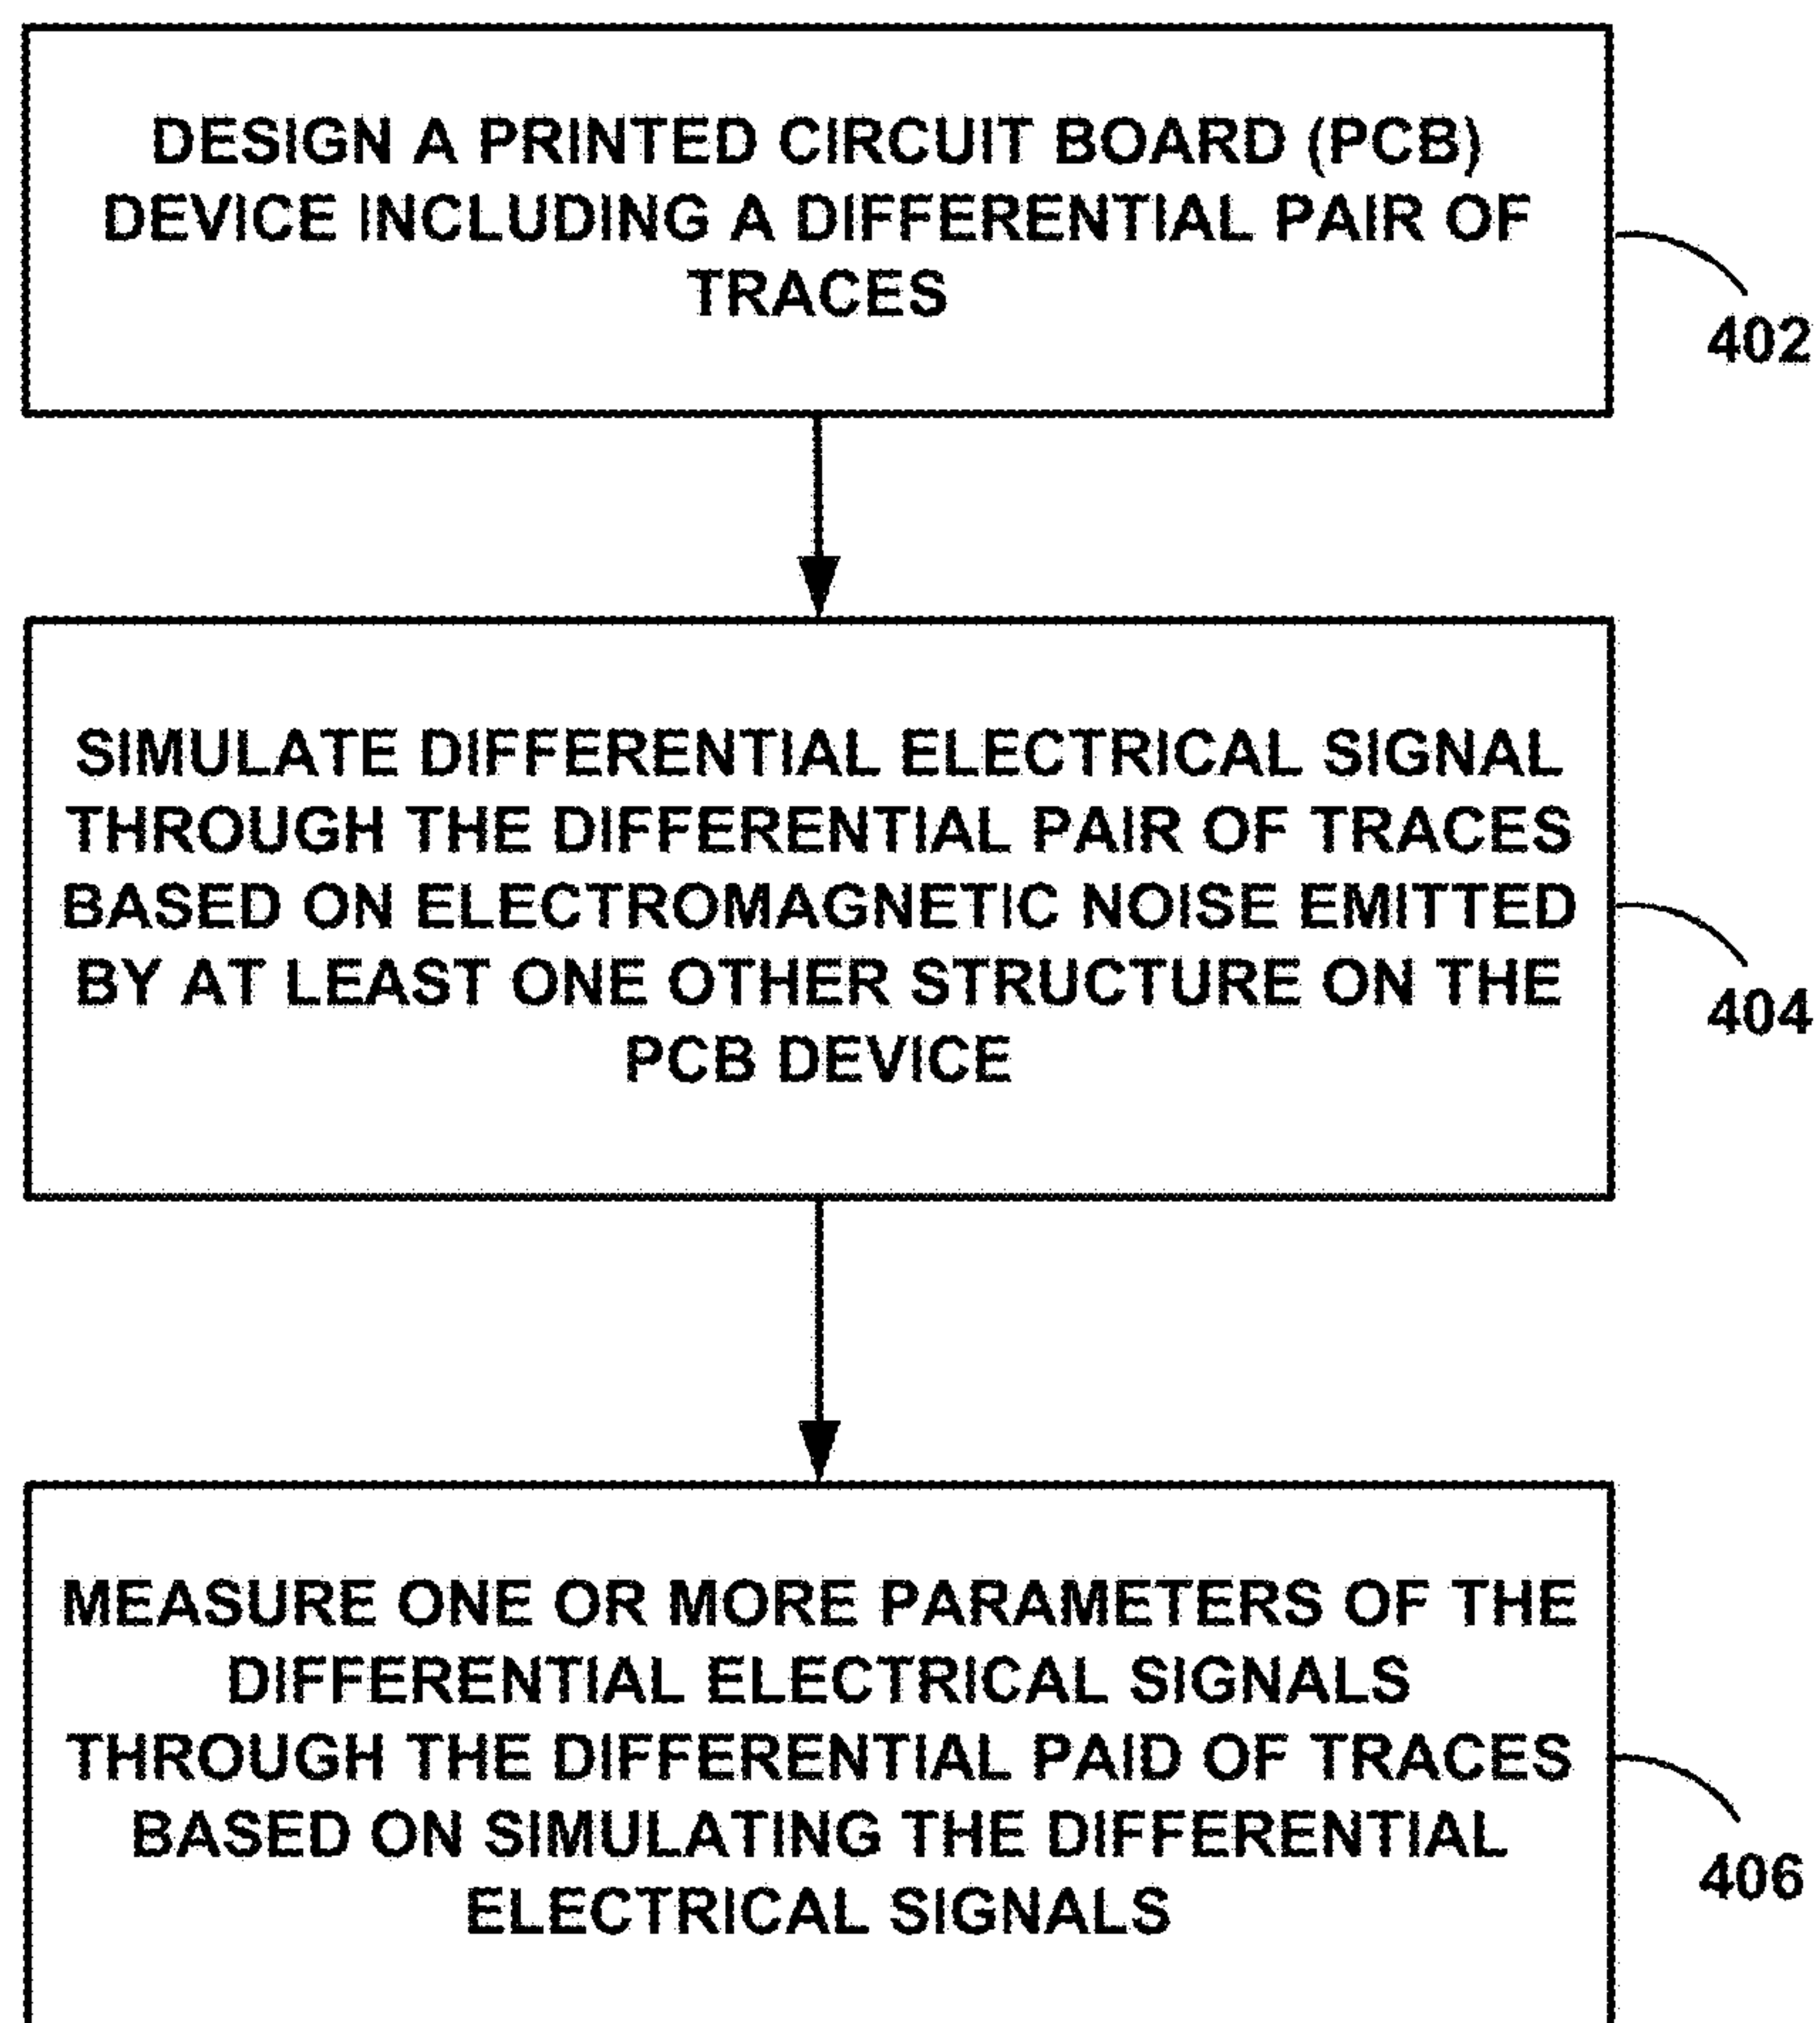 DESIGN A PRINTED CIRCUIT BOARD (PCB)
DEVICE INCLUDING A DIFFERENTIAL PAIR OF
TRACES
402
SIMULATE DIFFERENTIAL ELECTRICAL SIGNAL
THROUGH THE DIFFERENTIAL PAIR OF TRACES
BASED ON ELECTROMAGNETIC NOISE EMITTED
BY AT LEAST ONE OTHER STRUCTURE ON THE
PCB DEVICE
404
MEASURE ONE OR MORE PARAMETERS OF THE
DIFFERENTIAL ELECTRICAL SIGNALS
THROUGH THE DIFFERENTIAL PAID OF TRACES
BASED ON SIMULATING THE DIFFERENTIAL
ELECTRICAL SIGNALS
406